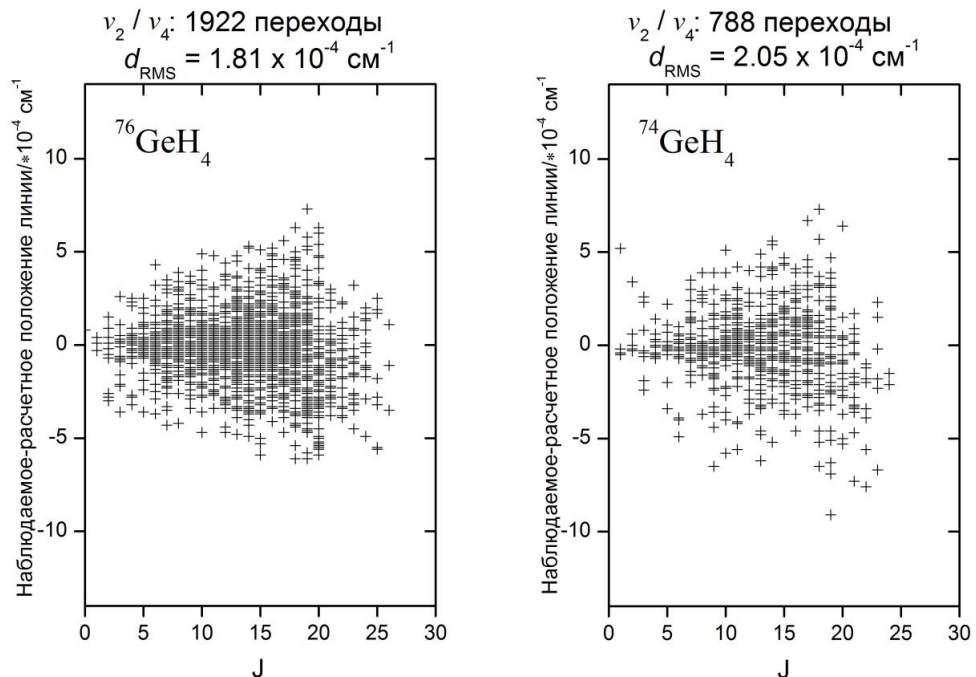 ν2 / ν4: 1922 переходы
dRMS = 1.81 x 10-4 см-1
76GeH4
Наблюдаемое-расчетное положение линии/*10-4 см-1
10
5
0
-5
-10
0 5 10 15 20 25 30
J
ν2 / ν4: 788 переходы
dRMS = 2.05 x 10-4 см-1
74GeH4
Наблюдаемое-расчетное положение линии/*10-4 см-1
10
5
0
-5
-10
0 5 10 15 20 25 30
J